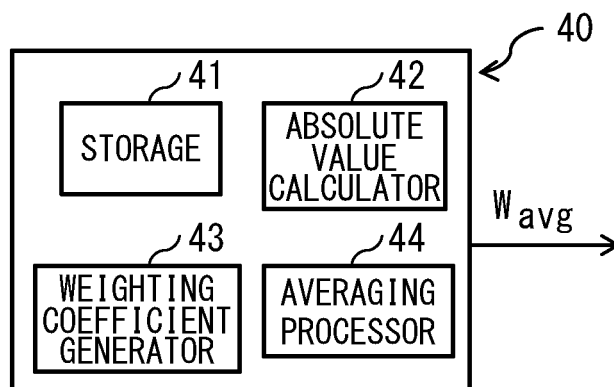 40
41
42
STORAGE
ABSOLUTE
VALUE
CALCULATOR
Wavg
43
44
WEIGHTING
COEFFICIENT
GENERATOR
AVERAGING
PROCESSOR